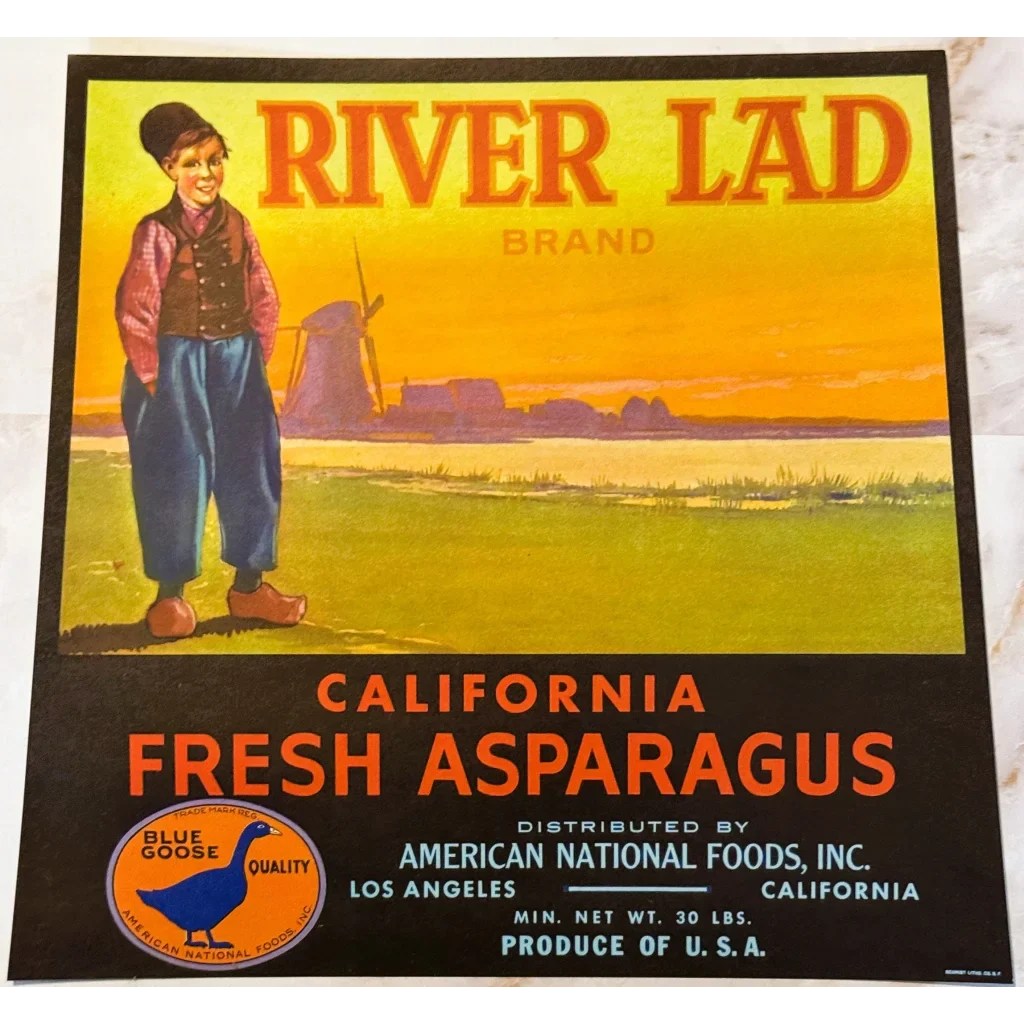 RIVER LAD
BRAND
CALIFORNIA
FRESH ASPARAGUS
TRADE MARK REG.
BLUE
GOOSE
QUALITY
AMERICAN NATIONAL FOODS, INC.
DISTRIBUTED BY
AMERICAN NATIONAL FOODS, INC.
LOS ANGELES CALIFORNIA
MIN. NET WT. 30 LBS.
PRODUCE OF U. S. A.